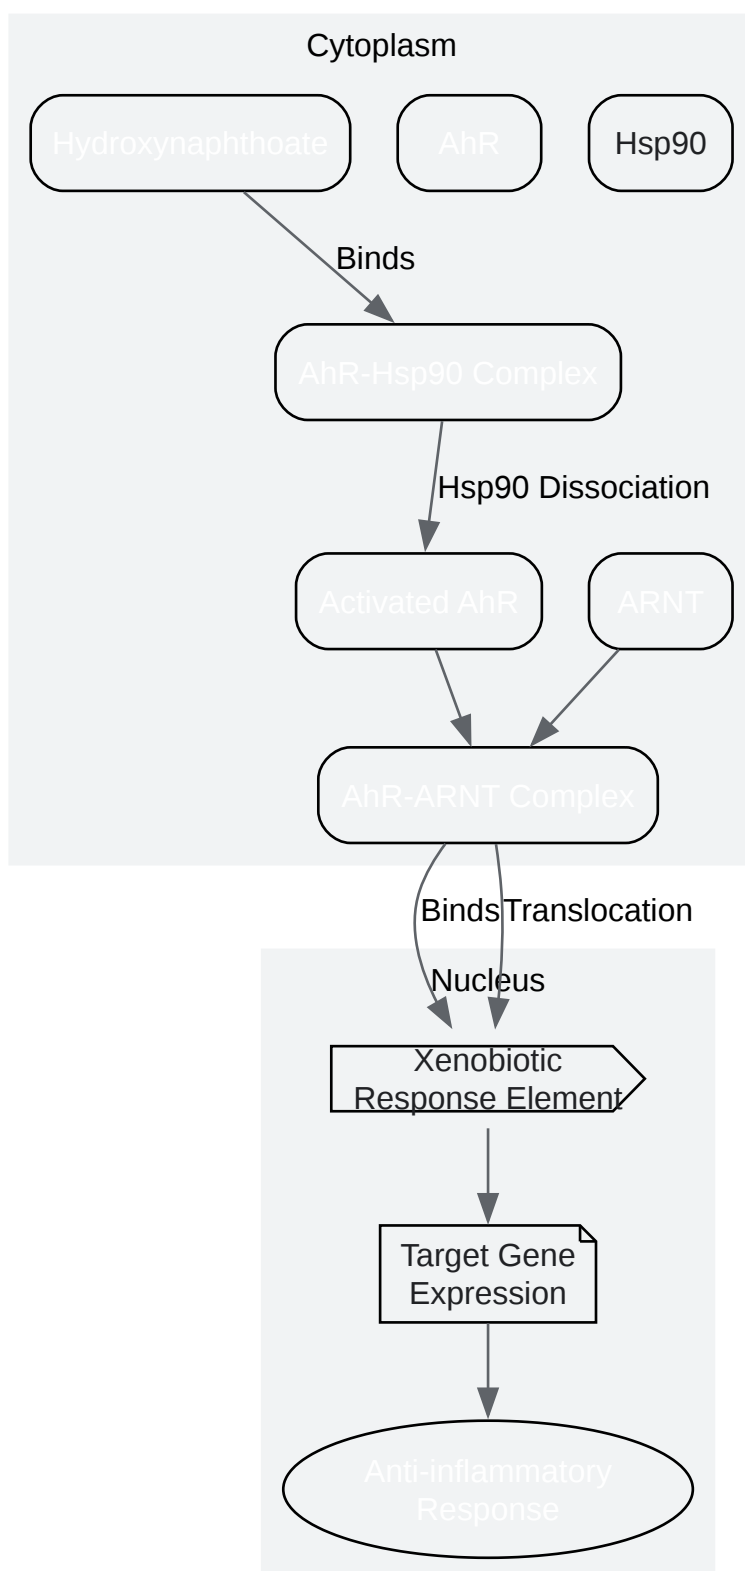 Cytoplasm
Hydroxynaphthoate
AhR
Hsp90
Binds
AhR-Hsp90 Complex
Hsp90 Dissociation
Activated AhR
ARNT
AhR-ARNT Complex
Binds
Translocation
Nucleus
Xenobiotic
Response Element
Target Gene
Expression
Anti-inflammatory
Response